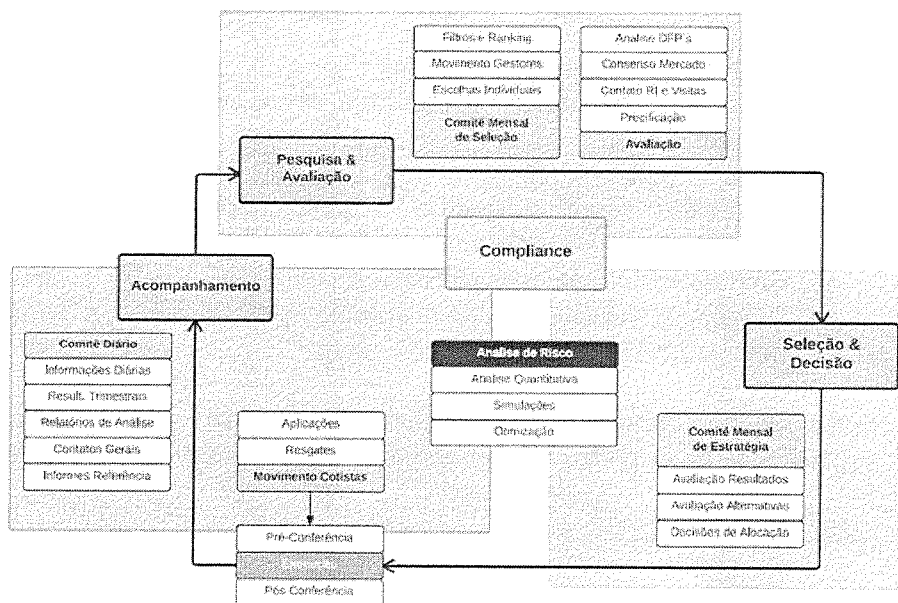 Filtros e Ranking
Movimento Gestores
Escolhas Individuais
Comitê Mensal
de Seleção
Analise DFP's
Consenso Mercado
Contato RI e Visitas
Precificação
Avaliação
Pesquisa &
Avaliação
Compliance
Acompanhamento
Comitê Diário
Informações Diárias
Result. Trimestrais
Relatórios de Análise
Contatos Gerais
Informes Referência
Analise de Risco
Analise Quantitativa
Simulações
Otimização
Seleção &
Decisão
Comitê Mensal
de Estratégia
Avaliação Resultados
Avaliação Alternativas
Decisões de Alocação
Aplicações
Resgates
Movimento Cotistas
Pré-Conferência
Pós Conferência